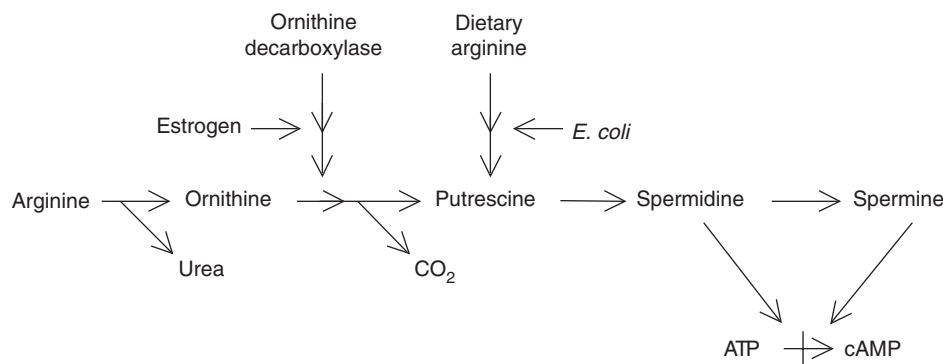 Ornithine
decarboxylase
Dietary
arginine
Estrogen
E. coli
Arginine
Ornithine
Putrescine
Spermidine
Spermine
Urea
CO₂
ATP
cAMP